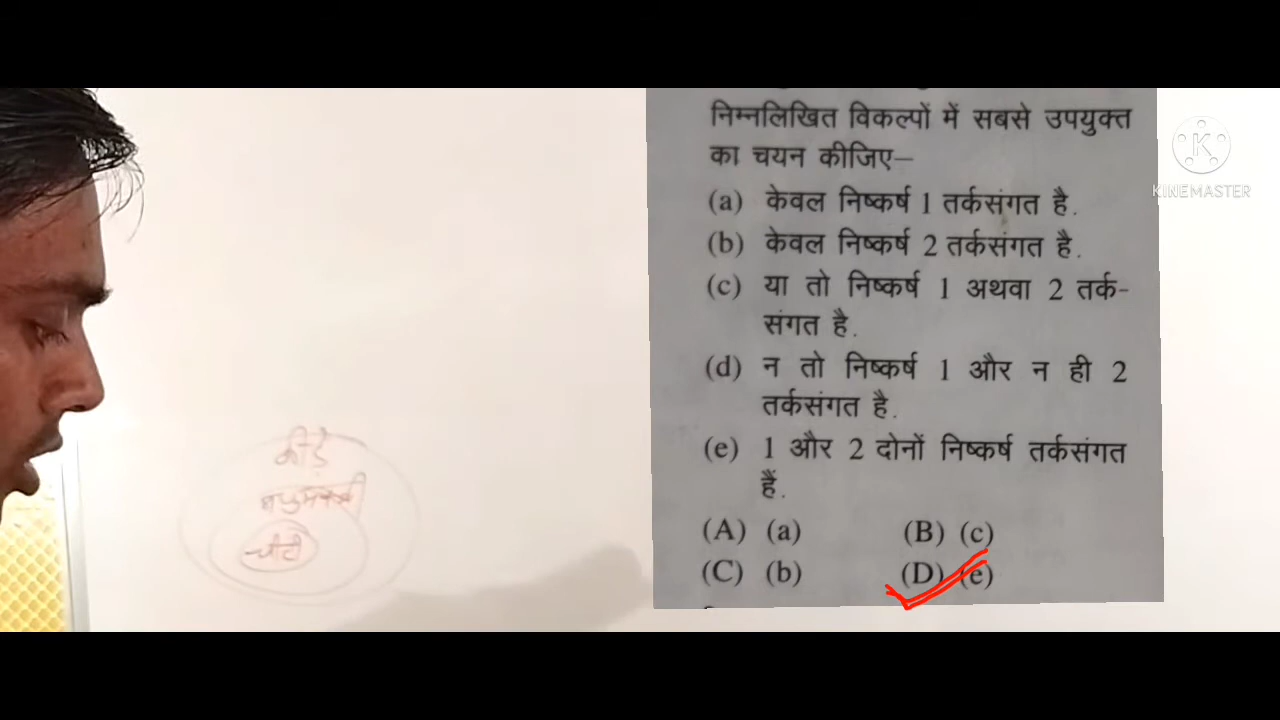 निम्नलिखित विकल्पों में सबसे उपयुक्त
का चयन कीजिए–
(a) केवल निष्कर्ष 1 तर्कसंगत है.
(b) केवल निष्कर्ष 2 तर्कसंगत है.
(c) या तो निष्कर्ष 1 अथवा 2 तर्क-
संगत है.
(d) न तो निष्कर्ष 1 और न ही 2
तर्कसंगत है.
(e) 1 और 2 दोनों निष्कर्ष तर्कसंगत
हैं.
(A) (a) (B) (c)
(C) (b) (D) (e)
कीड़े
मधुमक्खी
चींटी
K
KINEMASTER